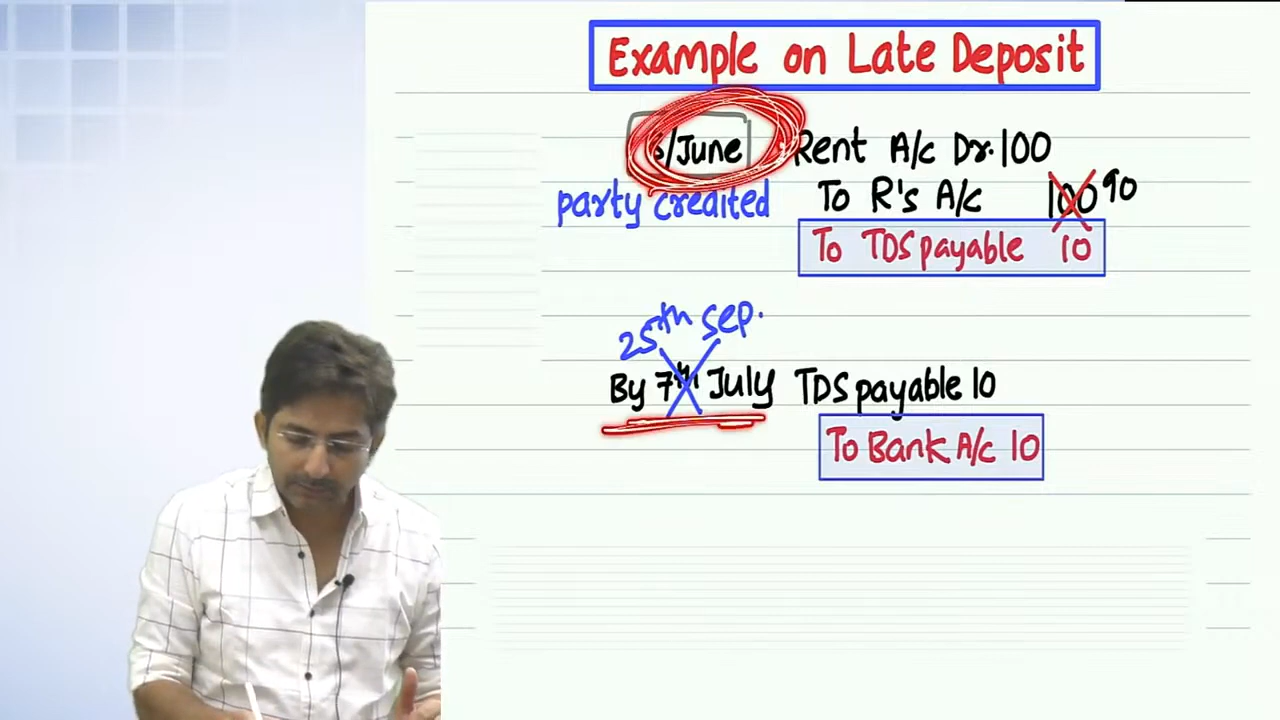 Example on Late Deposit
/June Rent A/c Dr. 100
party credited To R's A/c 100 90
To TDS payable 10
25th Sep.
By 7th July TDS payable 10
To Bank A/c 10